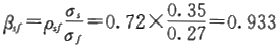 β_sf = ρ_sf σ_s/σ_f = 0.72 × 0.35/0.27 = 0.933